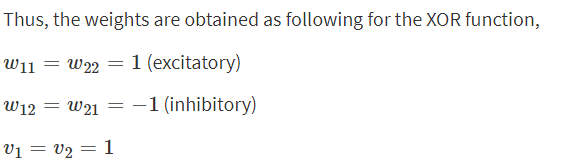 Thus, the weights are obtained as following for the XOR function,
w₁₁ = w₂₂ = 1 (excitatory)
w₁₂ = w₂₁ = −1 (inhibitory)
v₁ = v₂ = 1